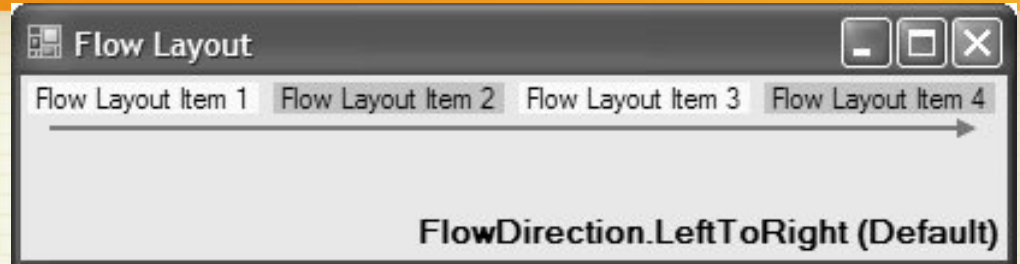 Flow Layout
Flow Layout Item 1 Flow Layout Item 2 Flow Layout Item 3 Flow Layout Item 4
FlowDirection.LeftToRight (Default)